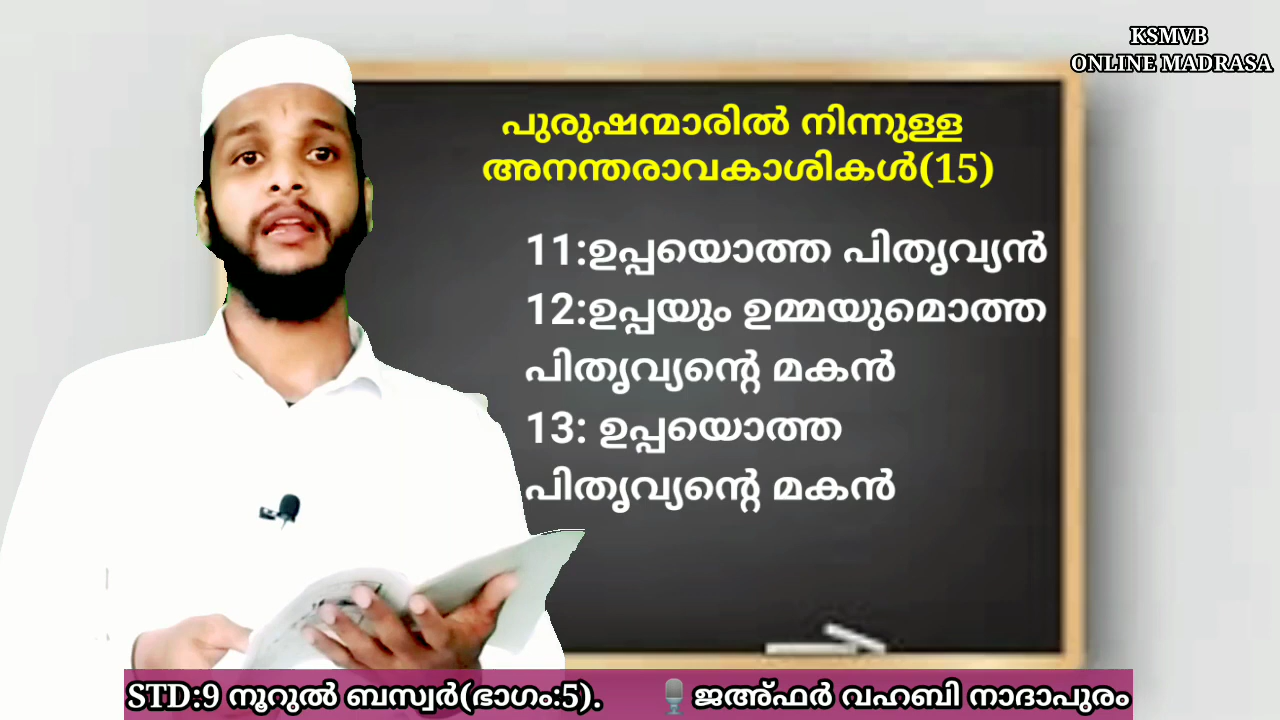 KSMVB
ONLINE MADRASA
പുരുഷന്മാരിൽ നിന്നുള്ള
അനന്തരാവകാശികൾ(15)
11:ഉപ്പയൊത്ത പിതൃവ്യൻ
12:ഉപ്പയും ഉമ്മയുമൊത്ത
പിതൃവ്യന്റെ മകൻ
13: ഉപ്പയൊത്ത
പിതൃവ്യന്റെ മകൻ
STD:9 നൂറുൽ ബസ്വർ(ഭാഗം:5). 🎙️ജഅ്ഫർ വഹബി നാദാപുരം